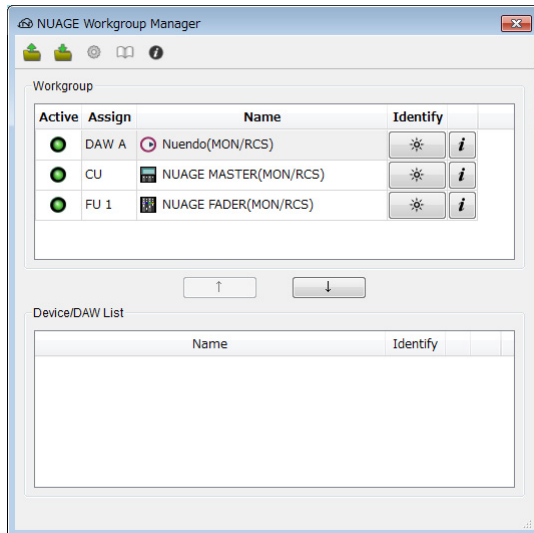 NUAGE Workgroup Manager
Workgroup
Active Assign Name Identify
DAW A Nuendo(MON/RCS) i
CU NUAGE MASTER(MON/RCS) i
FU 1 NUAGE FADER(MON/RCS) i
↑ ↓
Device/DAW List
Name Identify